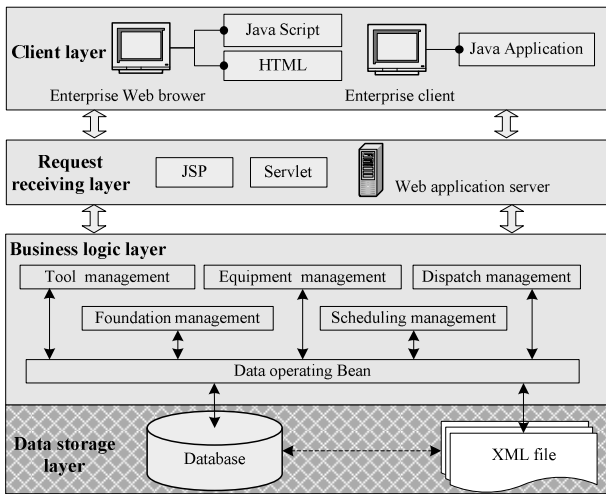 Client layer
Java Script
HTML
Enterprise Web brower
Java Application
Enterprise client
Request
receiving layer
JSP
Servlet
Web application server
Business logic layer
Tool management
Equipment management
Dispatch management
Foundation management
Scheduling management
Data operating Bean
Data storage
layer
Database
XML file